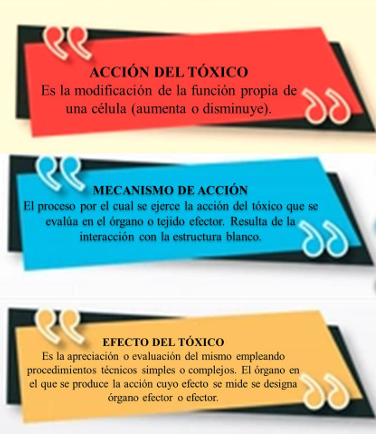 ACCIÓN DEL TÓXICO
Es la modificación de la función propia de
una célula (aumenta o disminuye).
MECANISMO DE ACCIÓN
El proceso por el cual se ejerce la acción del tóxico que se
evalúa en el órgano o tejido efector. Resulta de la
interacción con la estructura blanco.
EFECTO DEL TÓXICO
Es la apreciación o evaluación del mismo empleando
procedimientos técnicos simples o complejos. El órgano en
el que se produce la acción cuyo efecto se mide se designa
órgano efector o efector.